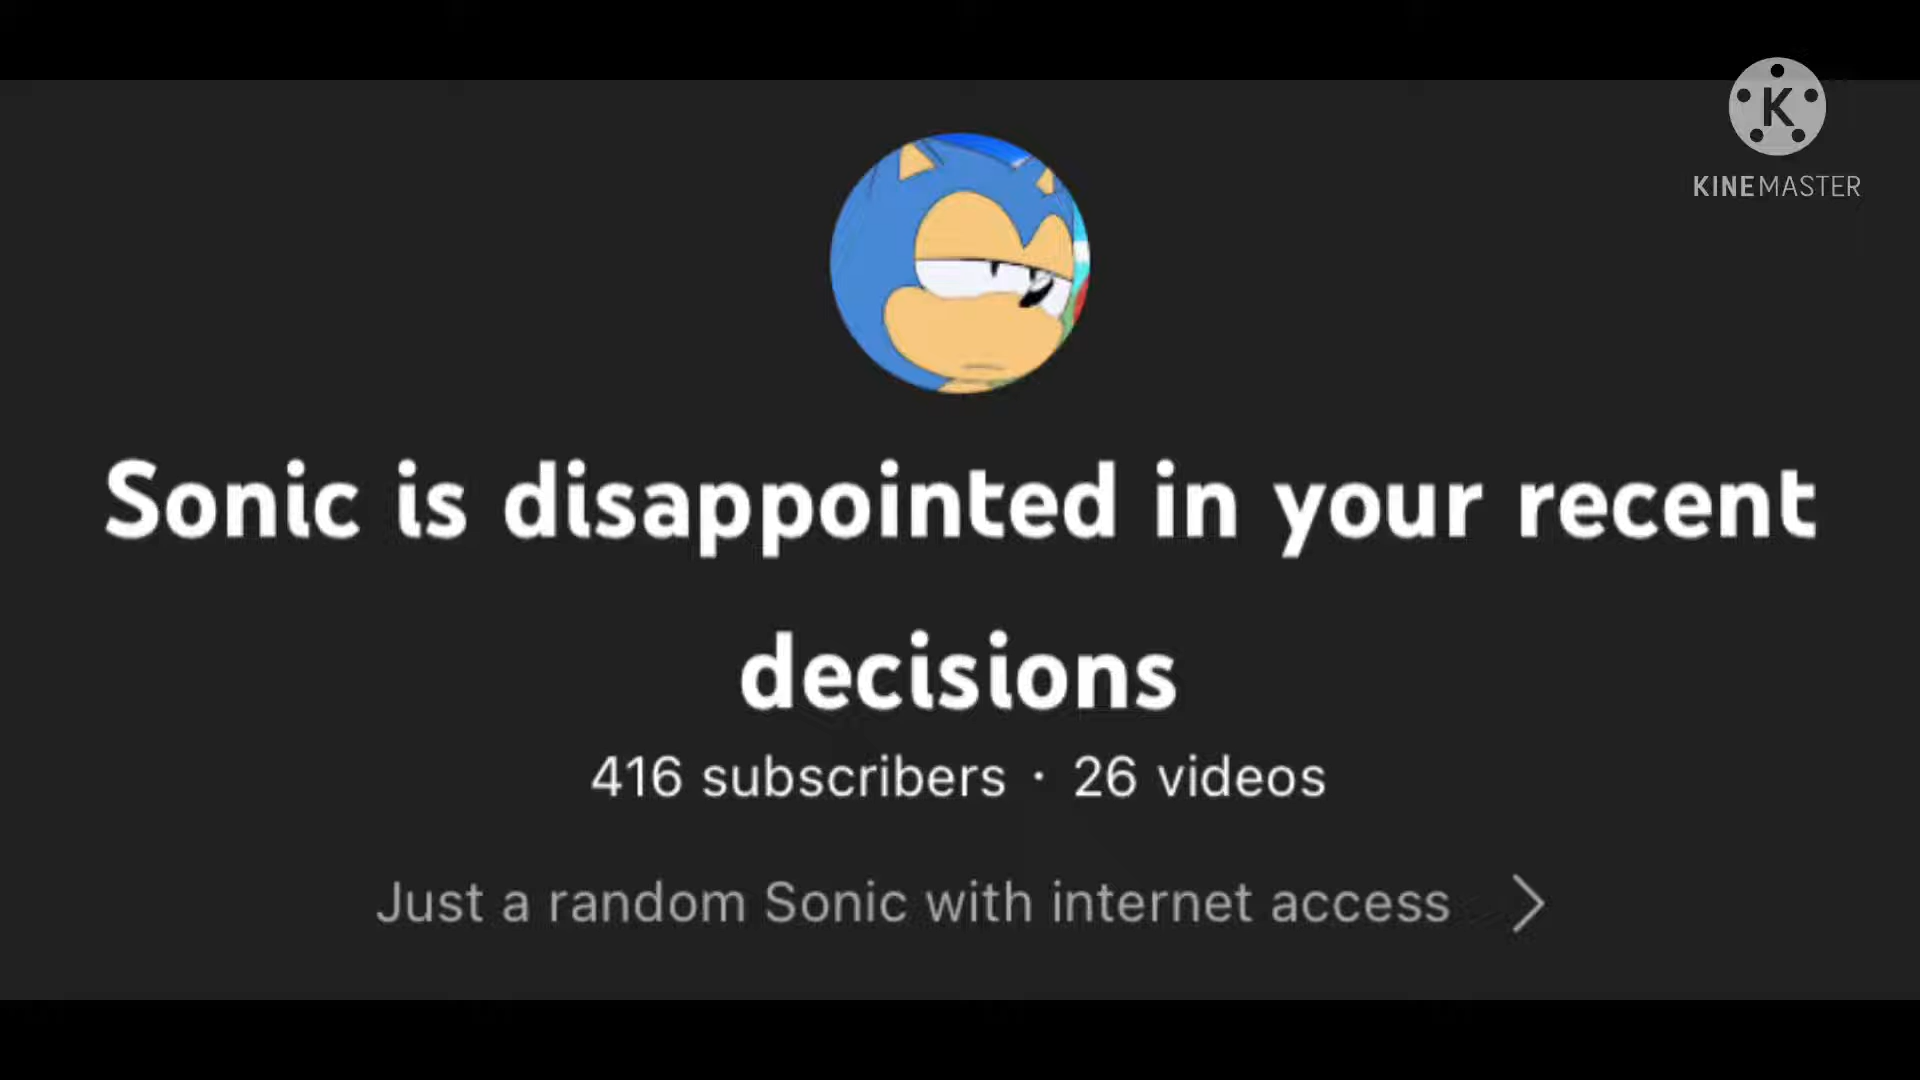 K
KINEMASTER
Sonic is disappointed in your recent
decisions
416 subscribers · 26 videos
Just a random Sonic with internet access